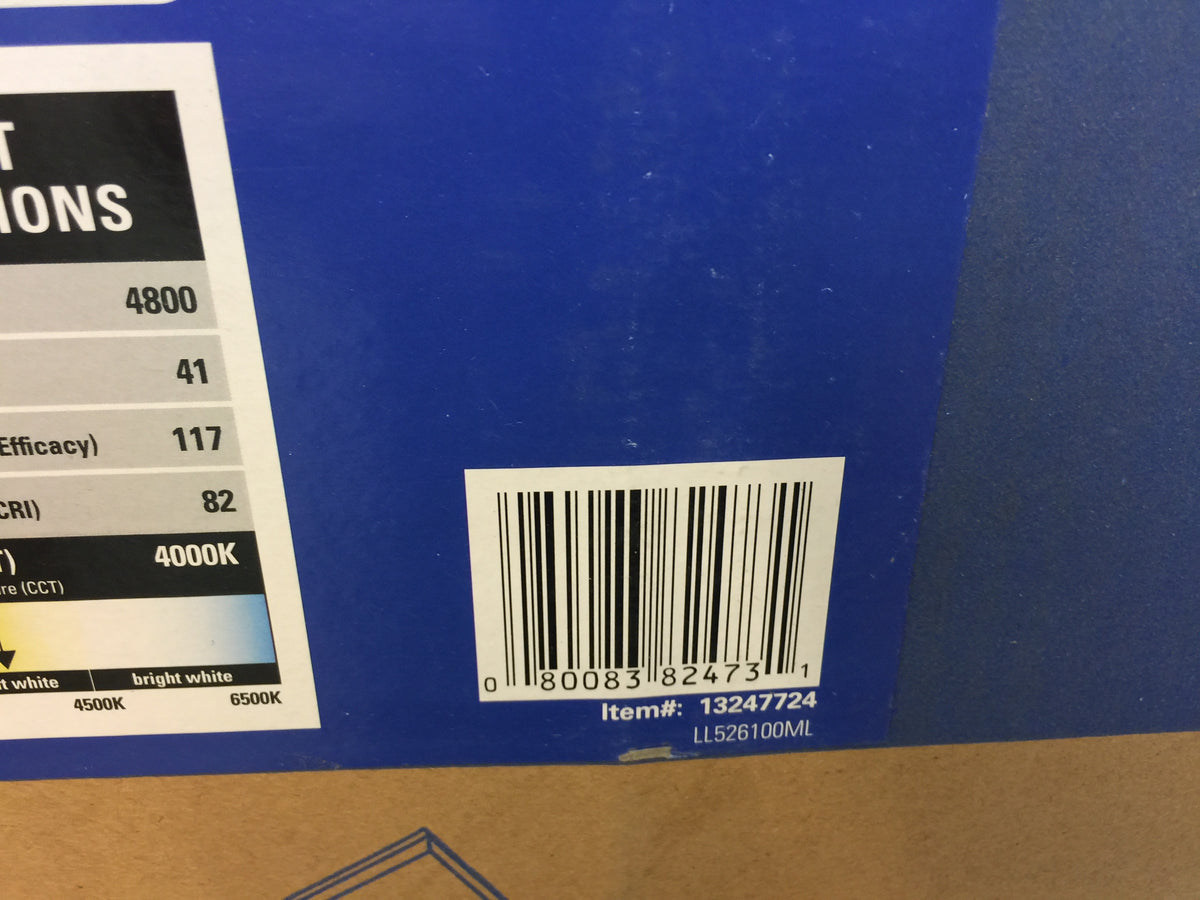 T
IONS
4800
41
Efficacy) 117
CRI) 82
T) 4000K
re (CCT)
t white bright white
4500K 6500K
0 80083 82473 1
Item#: 13247724
LL526100ML